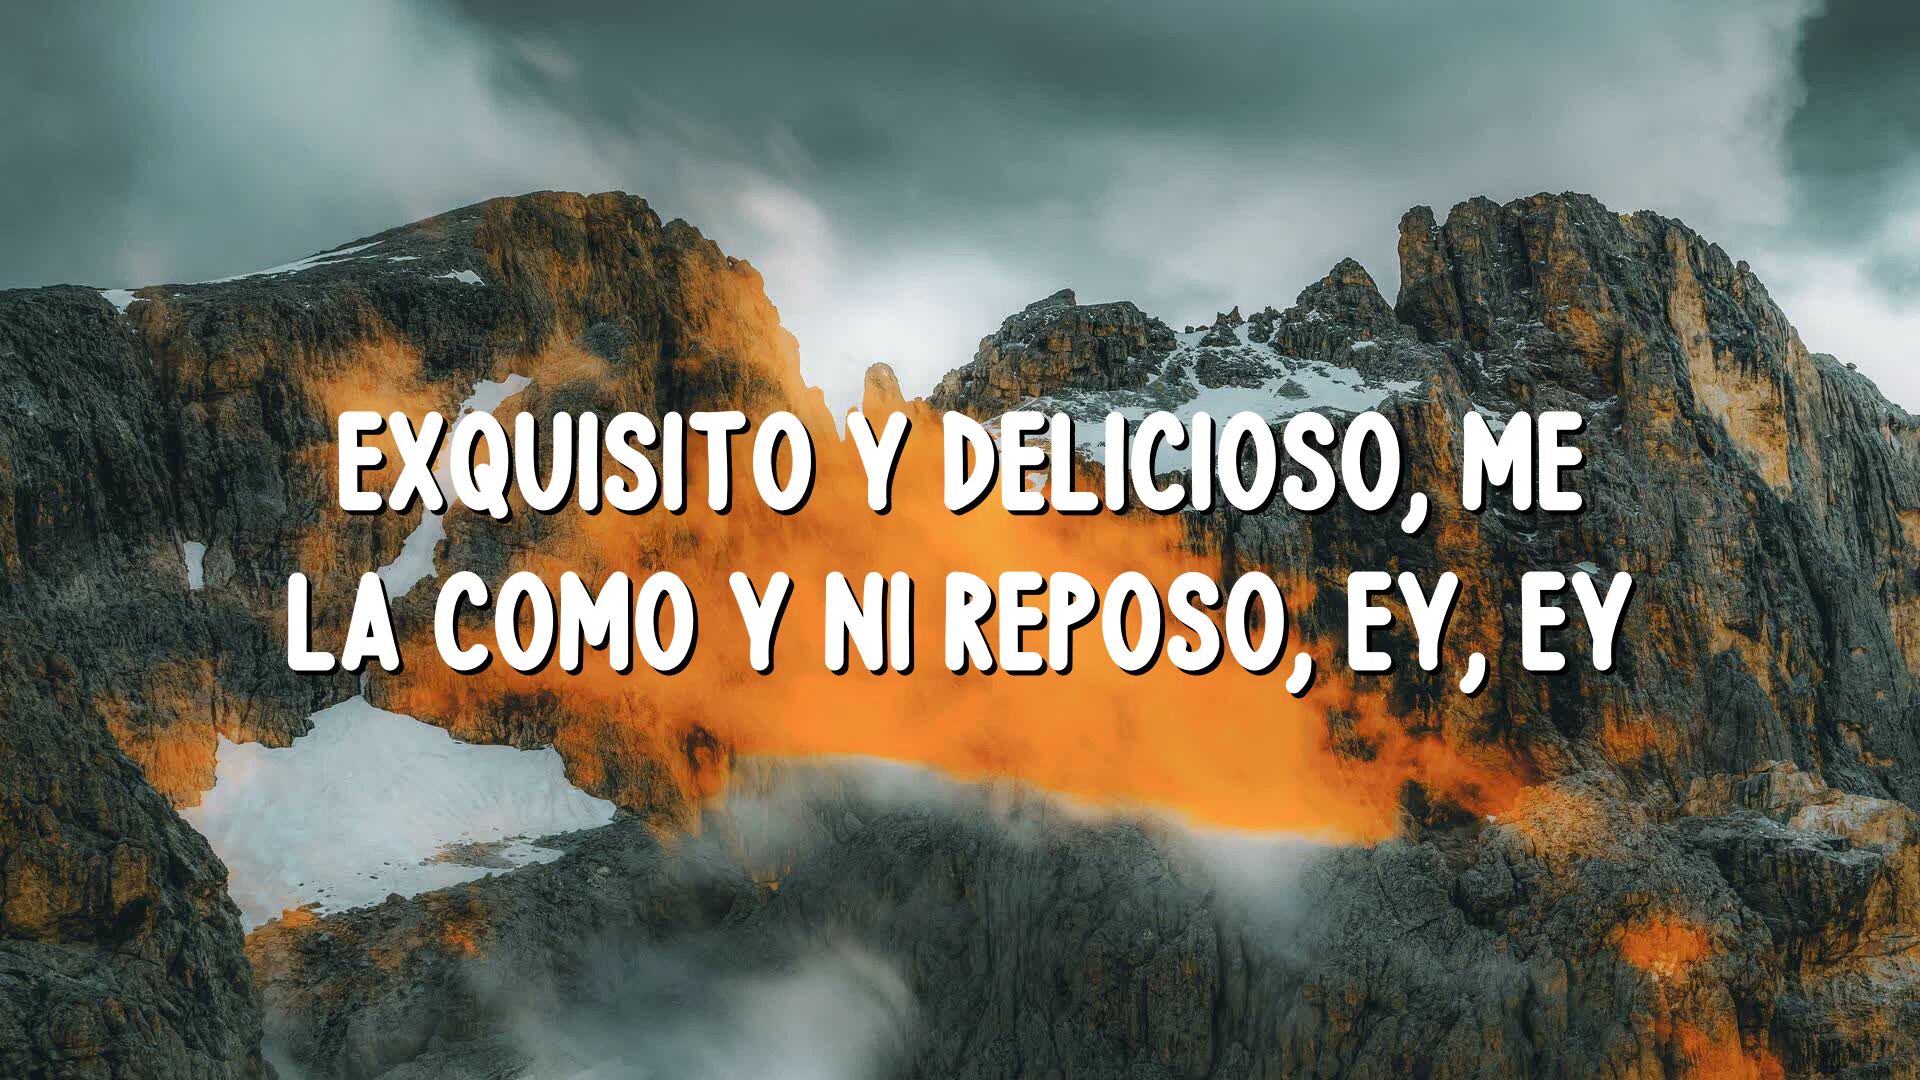 EXQUISITO Y DELICIOSO, ME
LA COMO Y NI REPOSO, EY, EY